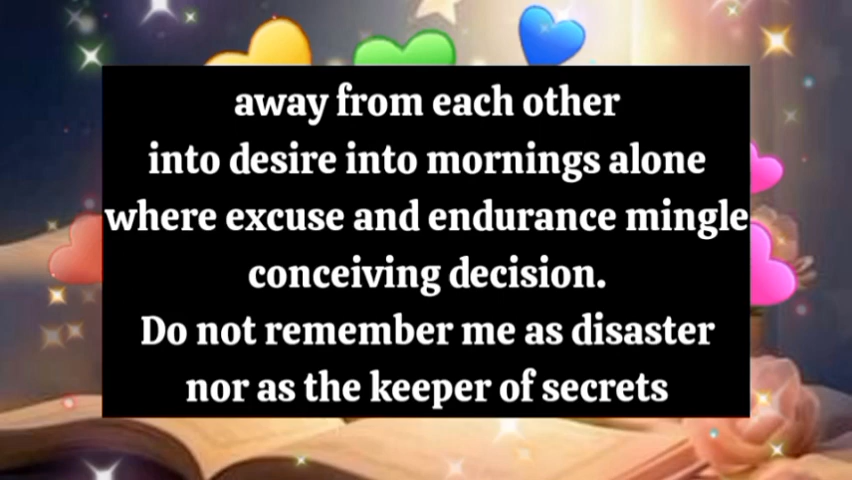 away from each other
into desire into mornings alone
where excuse and endurance mingle
conceiving decision.
Do not remember me as disaster
nor as the keeper of secrets